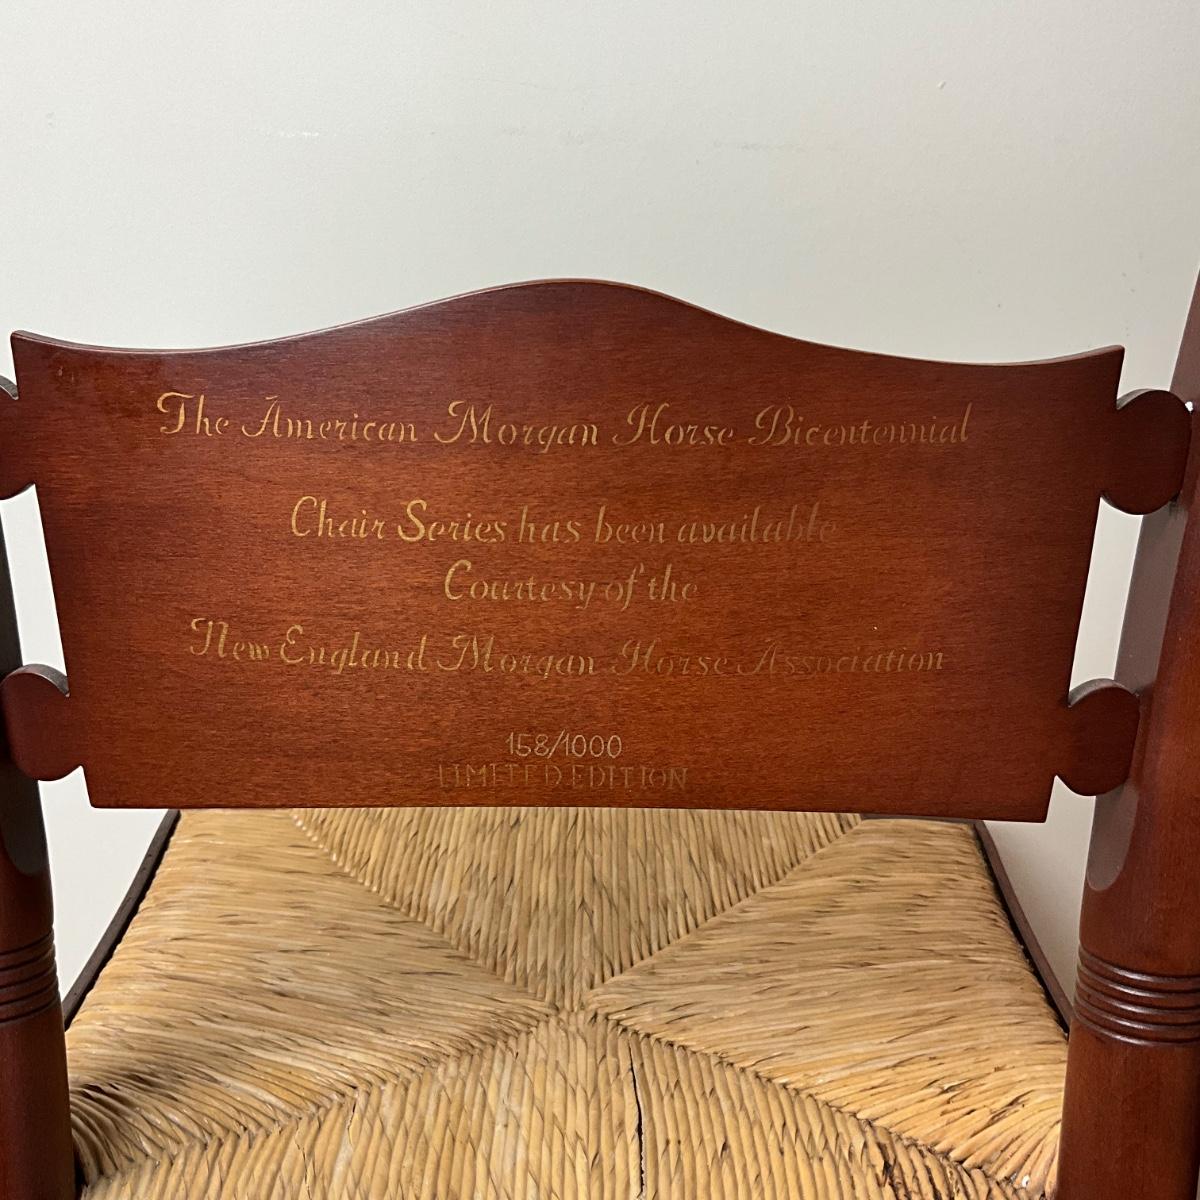 The American Morgan Horse Bicentennial
Chair Series has been available
Courtesy of the
New England Morgan Horse Association
158/1000
LIMITED EDITION